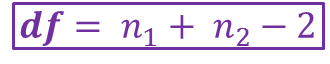 df = n₁ + n₂ − 2